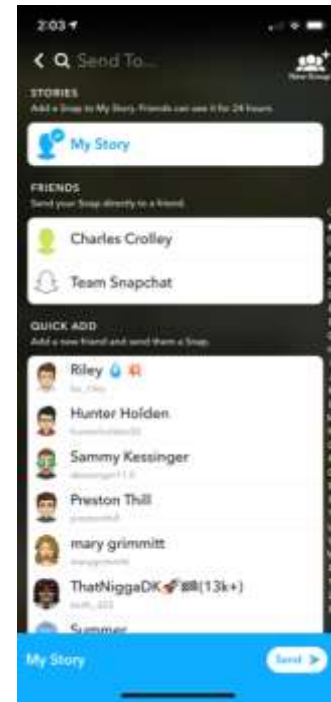 2:03
Send To...
New Group
STORIES
Add a Snap to My Story. Friends can see it for 24 hours.
My Story
FRIENDS
Send your Snap directly to a friend.
Charles Crolley
Team Snapchat
QUICK ADD
Add a new friend and send them a Snap.
Riley 💧 💥
Hunter Holden
Sammy Kessinger
Preston Thill
mary grimmitt
ThatNiggaDK🚀 (13k+)
Summer
My Story
Send